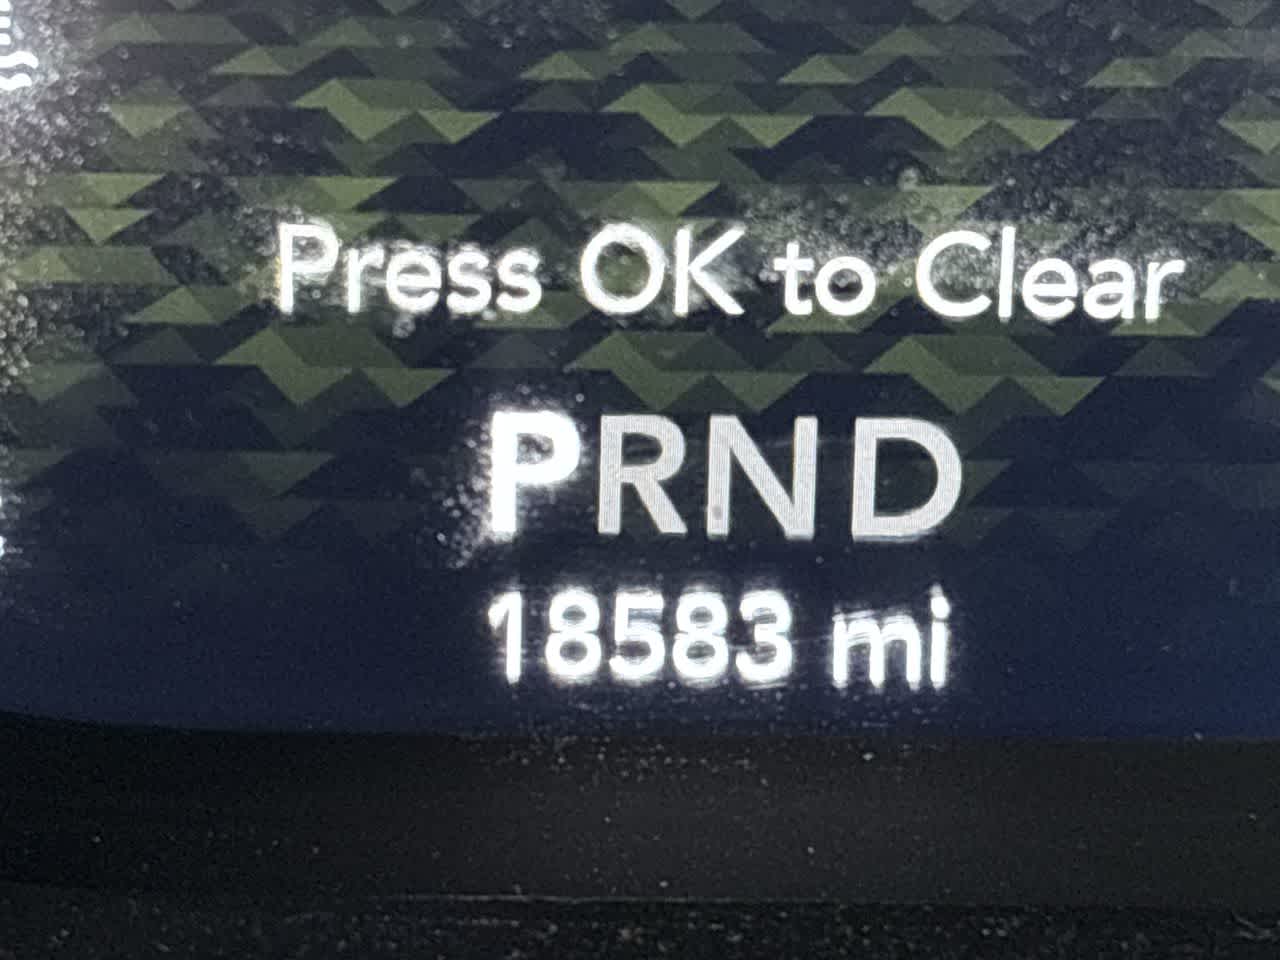 Press OK to Clear
PRND
18583 mi